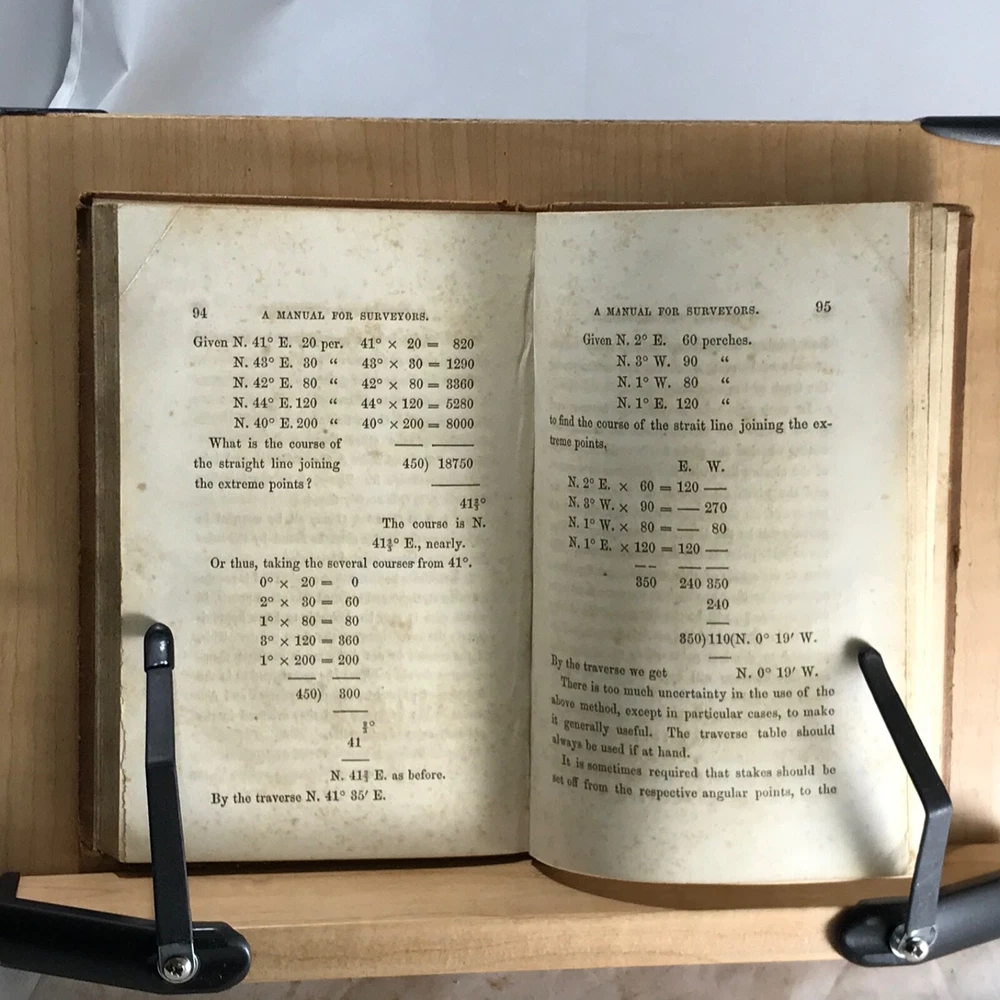 94 A MANUAL FOR SURVEYORS.
Given N. 41° E. 20 per. 41° × 20 = 820
N. 43° E. 30 “ 43° × 30 = 1290
N. 42° E. 80 “ 42° × 80 = 3360
N. 44° E. 120 “ 44° × 120 = 5280
N. 40° E. 200 “ 40° × 200 = 8000
What is the course of
the straight line joining 450) 18750
the extreme points?
41⅔°
The course is N.
41⅔° E., nearly.
Or thus, taking the several courses from 41°.
0° × 20 = 0
2° × 30 = 60
1° × 80 = 80
3° × 120 = 360
1° × 200 = 200
450) 300
⅔°
41
N. 41⅔ E. as before.
By the traverse N. 41° 35′ E.
A MANUAL FOR SURVEYORS. 95
Given N. 2° E. 60 perches.
N. 3° W. 90 “
N. 1° W. 80 “
N. 1° E. 120 “
to find the course of the strait line joining the ex-
treme points,
E. W.
N. 2° E. × 60 = 120 —
N. 3° W. × 90 = — 270
N. 1° W. × 80 = — 80
N. 1° E. × 120 = 120 —
350 240 350
240
350)110(N. 0° 19′ W.
By the traverse we get N. 0° 19′ W.
There is too much uncertainty in the use of the
above method, except in particular cases, to make
it generally useful. The traverse table should
always be used if at hand.
It is sometimes required that stakes should be
set off from the respective angular points, to the